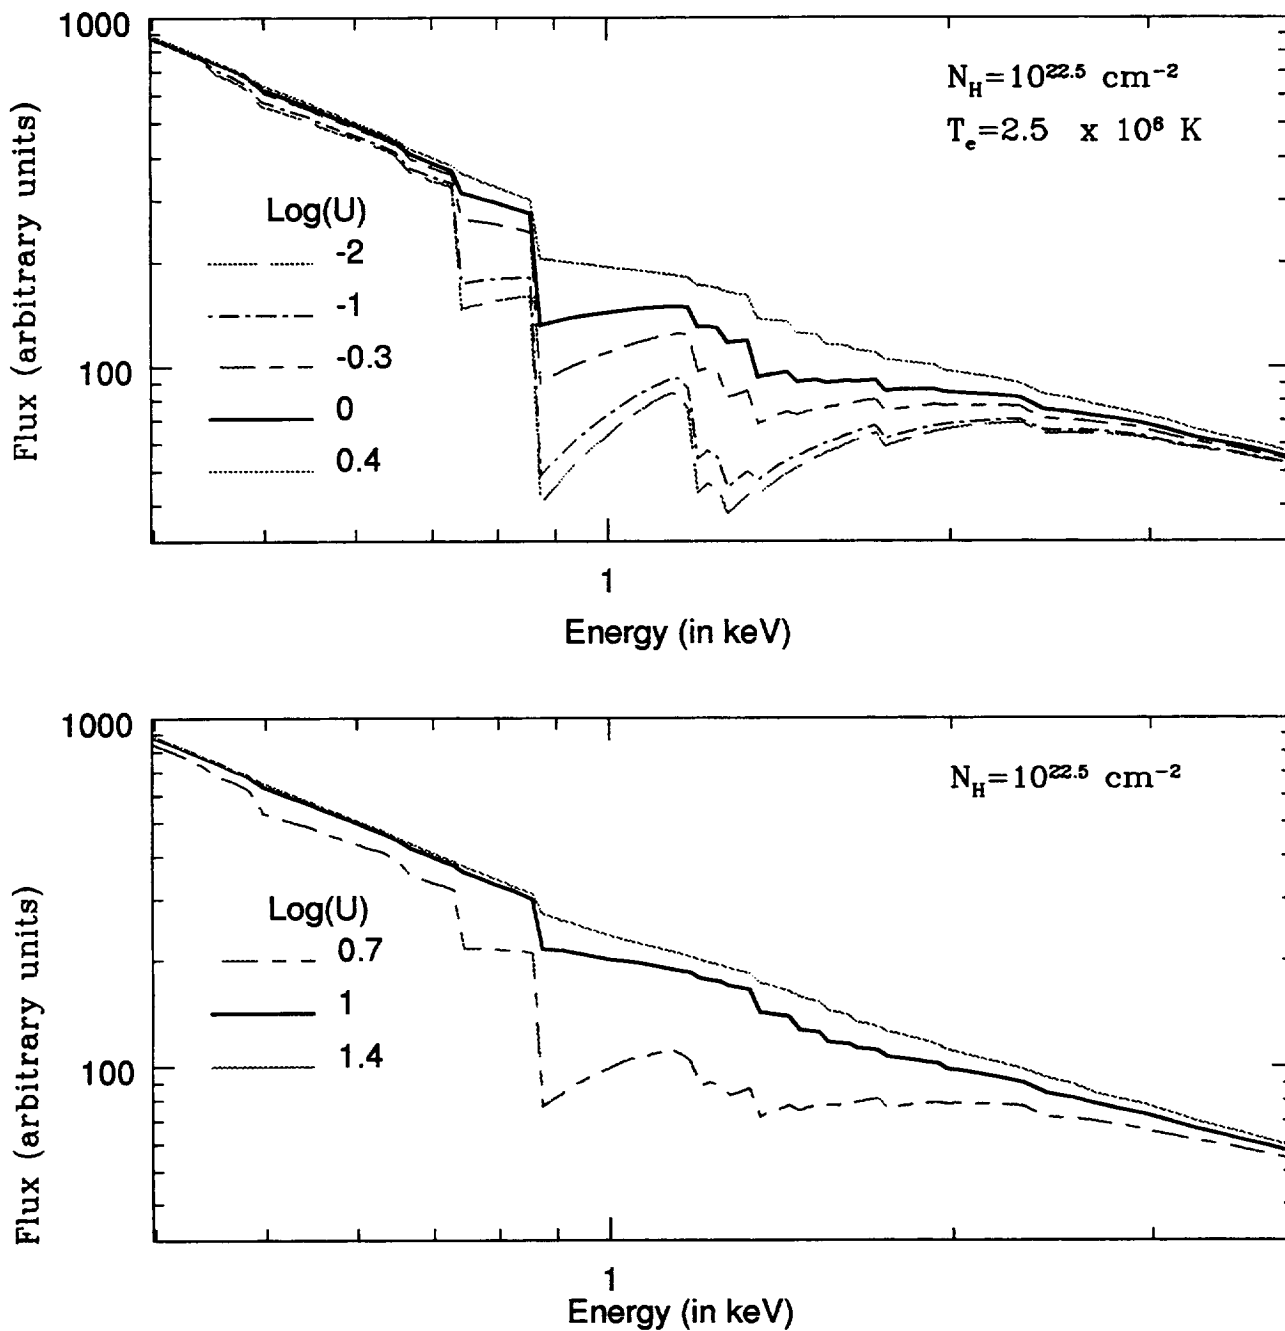 1000
N_H=10^22.5 cm^-2
T_e=2.5 x 10^6 K
Flux (arbitrary units)
Log(U)
-2
-1
-0.3
0
0.4
100
1
Energy (in keV)
1000
N_H=10^22.5 cm^-2
Flux (arbitrary units)
Log(U)
0.7
1
1.4
100
1
Energy (in keV)